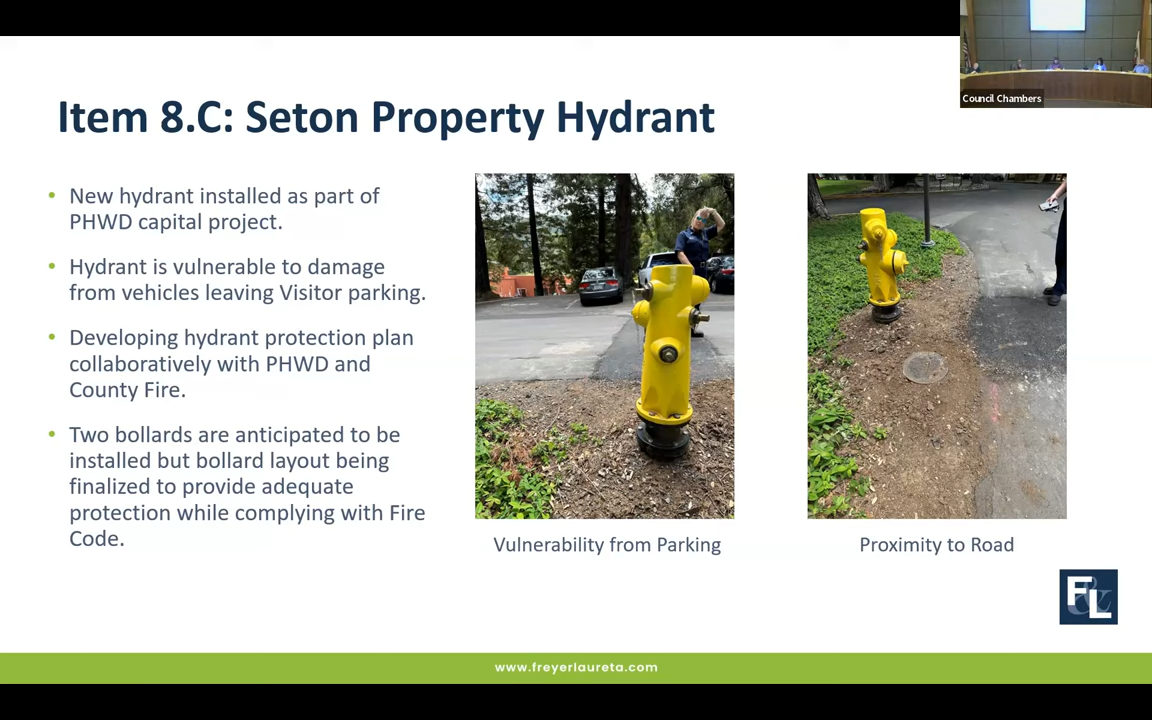 Council Chambers
Item 8.C: Seton Property Hydrant
• New hydrant installed as part of
PHWD capital project.
• Hydrant is vulnerable to damage
from vehicles leaving Visitor parking.
• Developing hydrant protection plan
collaboratively with PHWD and
County Fire.
• Two bollards are anticipated to be
installed but bollard layout being
finalized to provide adequate
protection while complying with Fire
Code.
Vulnerability from Parking
Proximity to Road
F&L
www.freyerlaureta.com